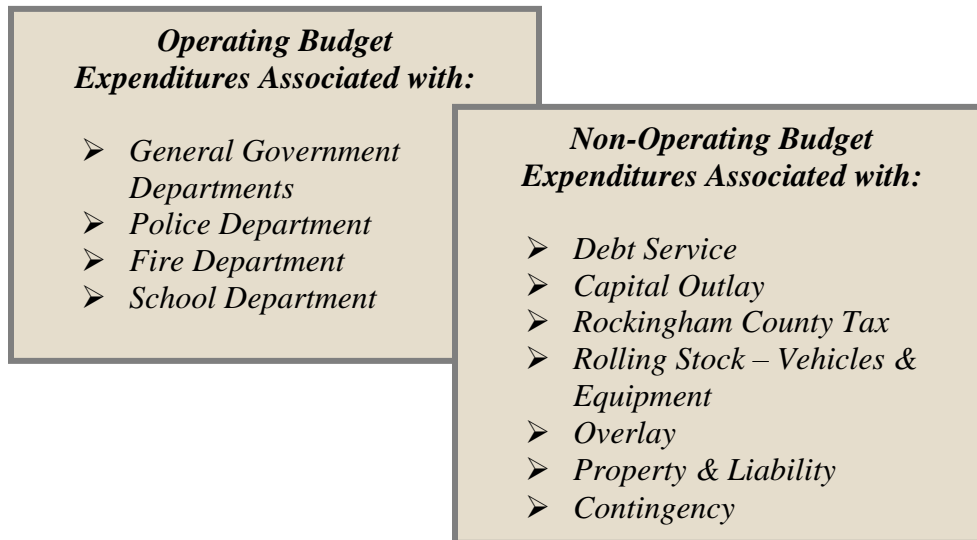 Operating Budget
Expenditures Associated with:
➢ General Government
Departments
➢ Police Department
➢ Fire Department
➢ School Department
Non-Operating Budget
Expenditures Associated with:
➢ Debt Service
➢ Capital Outlay
➢ Rockingham County Tax
➢ Rolling Stock – Vehicles &
Equipment
➢ Overlay
➢ Property & Liability
➢ Contingency